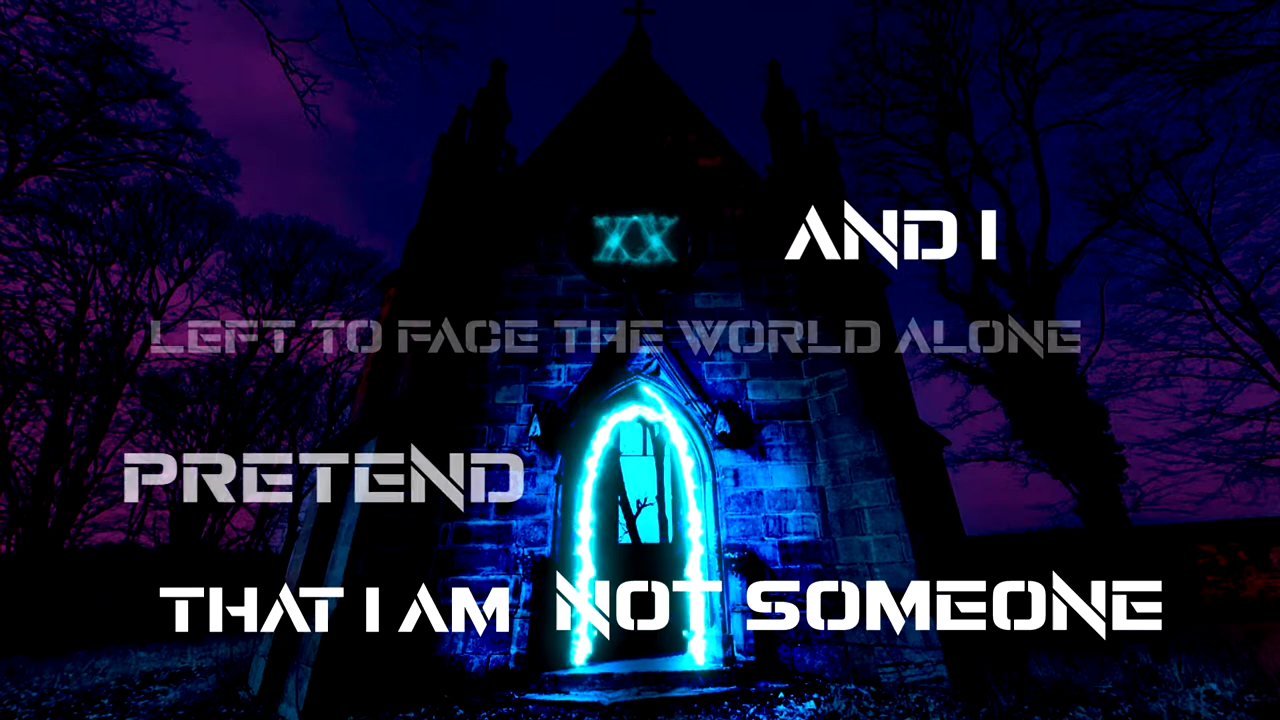 XX
AND I
LEFT TO FACE THE WORLD ALONE
PRETEND
THAT I AM NOT SOMEONE